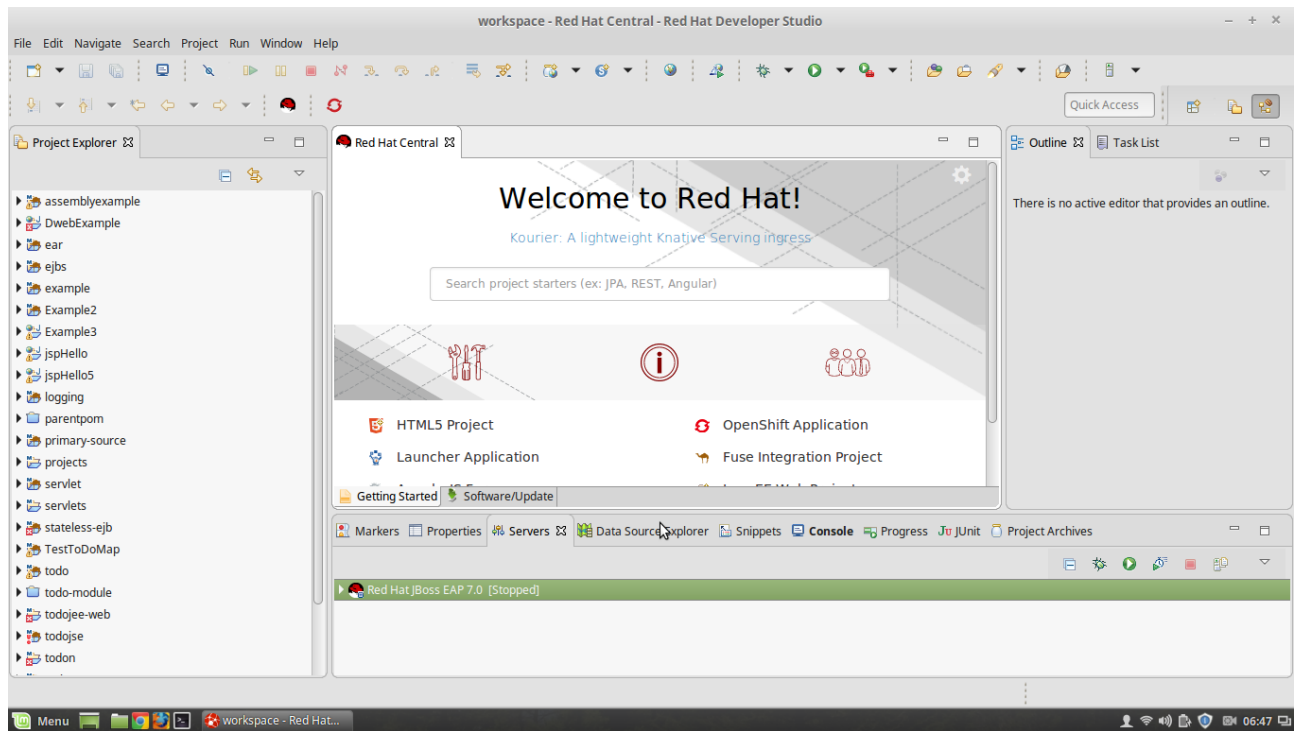 workspace - Red Hat Central - Red Hat Developer Studio
File Edit Navigate Search Project Run Window Help
Quick Access
Project Explorer
assemblyexample
DwebExample
ear
ejbs
example
Example2
Example3
jspHello
jspHello5
logging
parentpom
primary-source
projects
servlet
servlets
stateless-ejb
TestToDoMap
todo
todo-module
todojee-web
todojse
todon
Red Hat Central
Welcome to Red Hat!
Kourier: A lightweight Knative Serving ingress
Search project starters (ex: JPA, REST, Angular)
HTML5 Project
OpenShift Application
Launcher Application
Fuse Integration Project
Getting Started Software/Update
Outline Task List
There is no active editor that provides an outline.
Markers Properties Servers Data Source Explorer Snippets Console Progress JUnit Project Archives
Red Hat JBoss EAP 7.0 [Stopped]
Menu workspace - Red Hat... 06:47